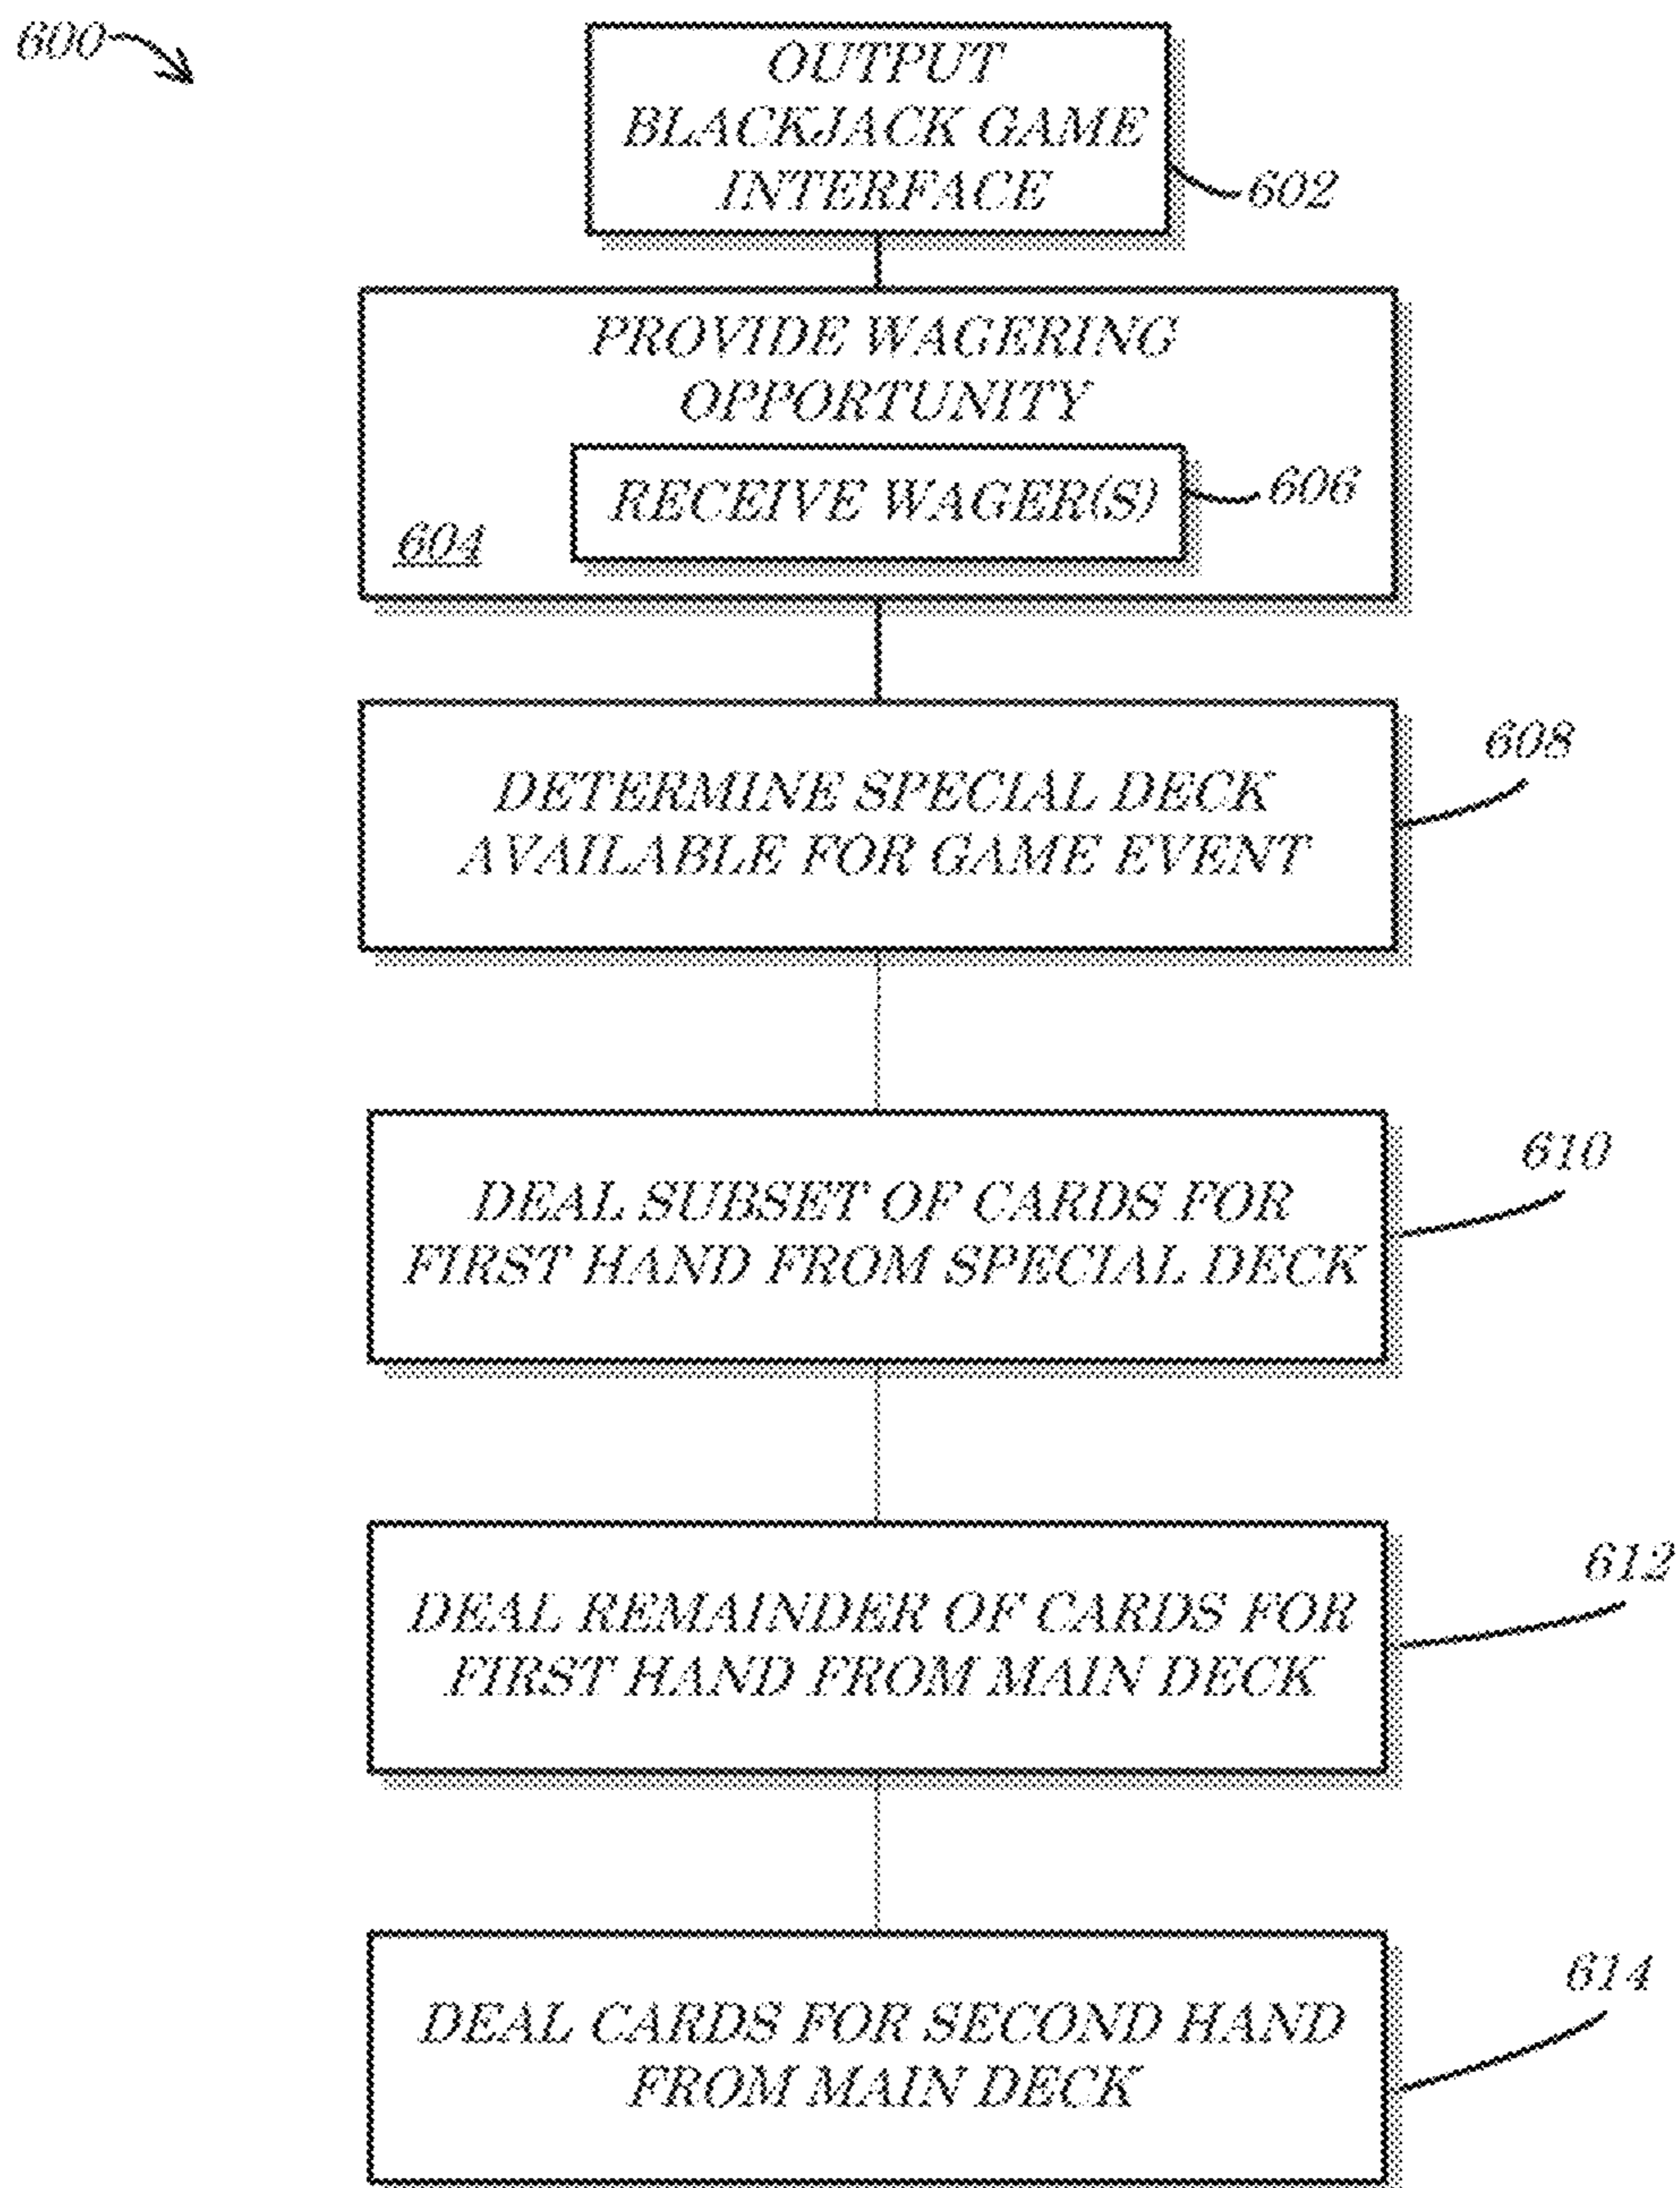 600
OUTPUT
BLACKJACK GAME
INTERFACE
602
PROVIDE WAGERING
OPPORTUNITY
RECEIVE WAGER(S)
606
604
608
DETERMINE SPECIAL DECK
AVAILABLE FOR GAME EVENT
610
DEAL SUBSET OF CARDS FOR
FIRST HAND FROM SPECIAL DECK
612
DEAL REMAINDER OF CARDS FOR
FIRST HAND FROM MAIN DECK
614
DEAL CARDS FOR SECOND HAND
FROM MAIN DECK